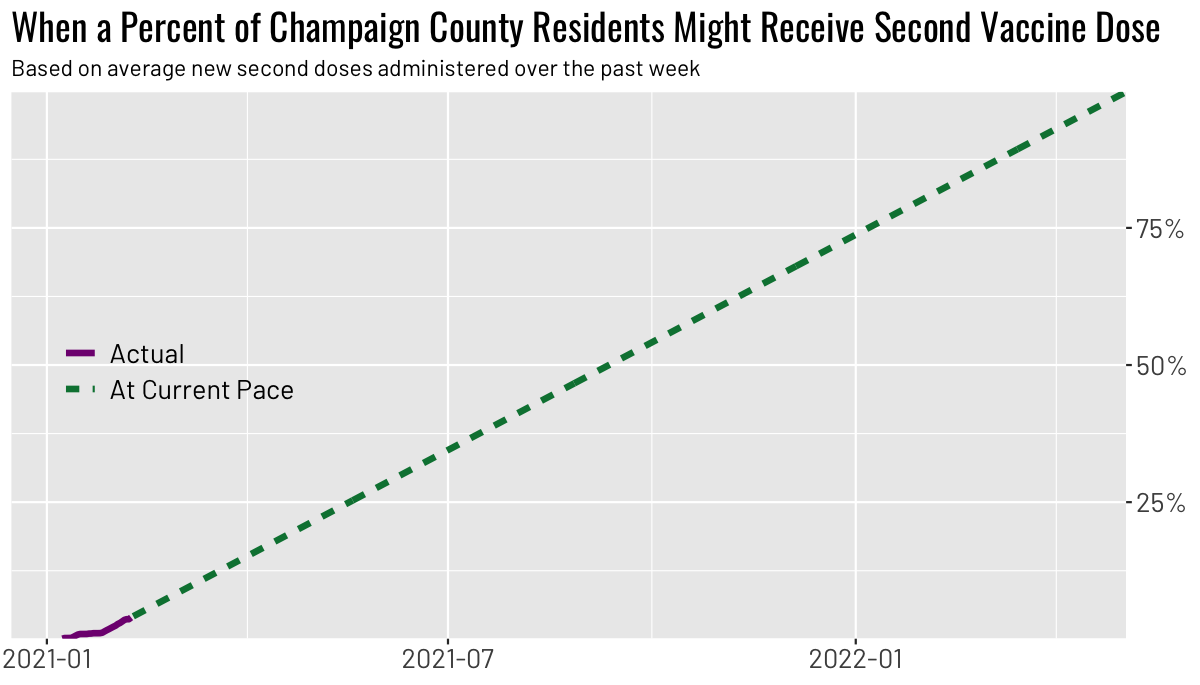 When a Percent of Champaign County Residents Might Receive Second Vaccine Dose
Based on average new second doses administered over the past week
75%
Actual
50%
At Current Pace
25%
2021-01
2021-07
2022-01